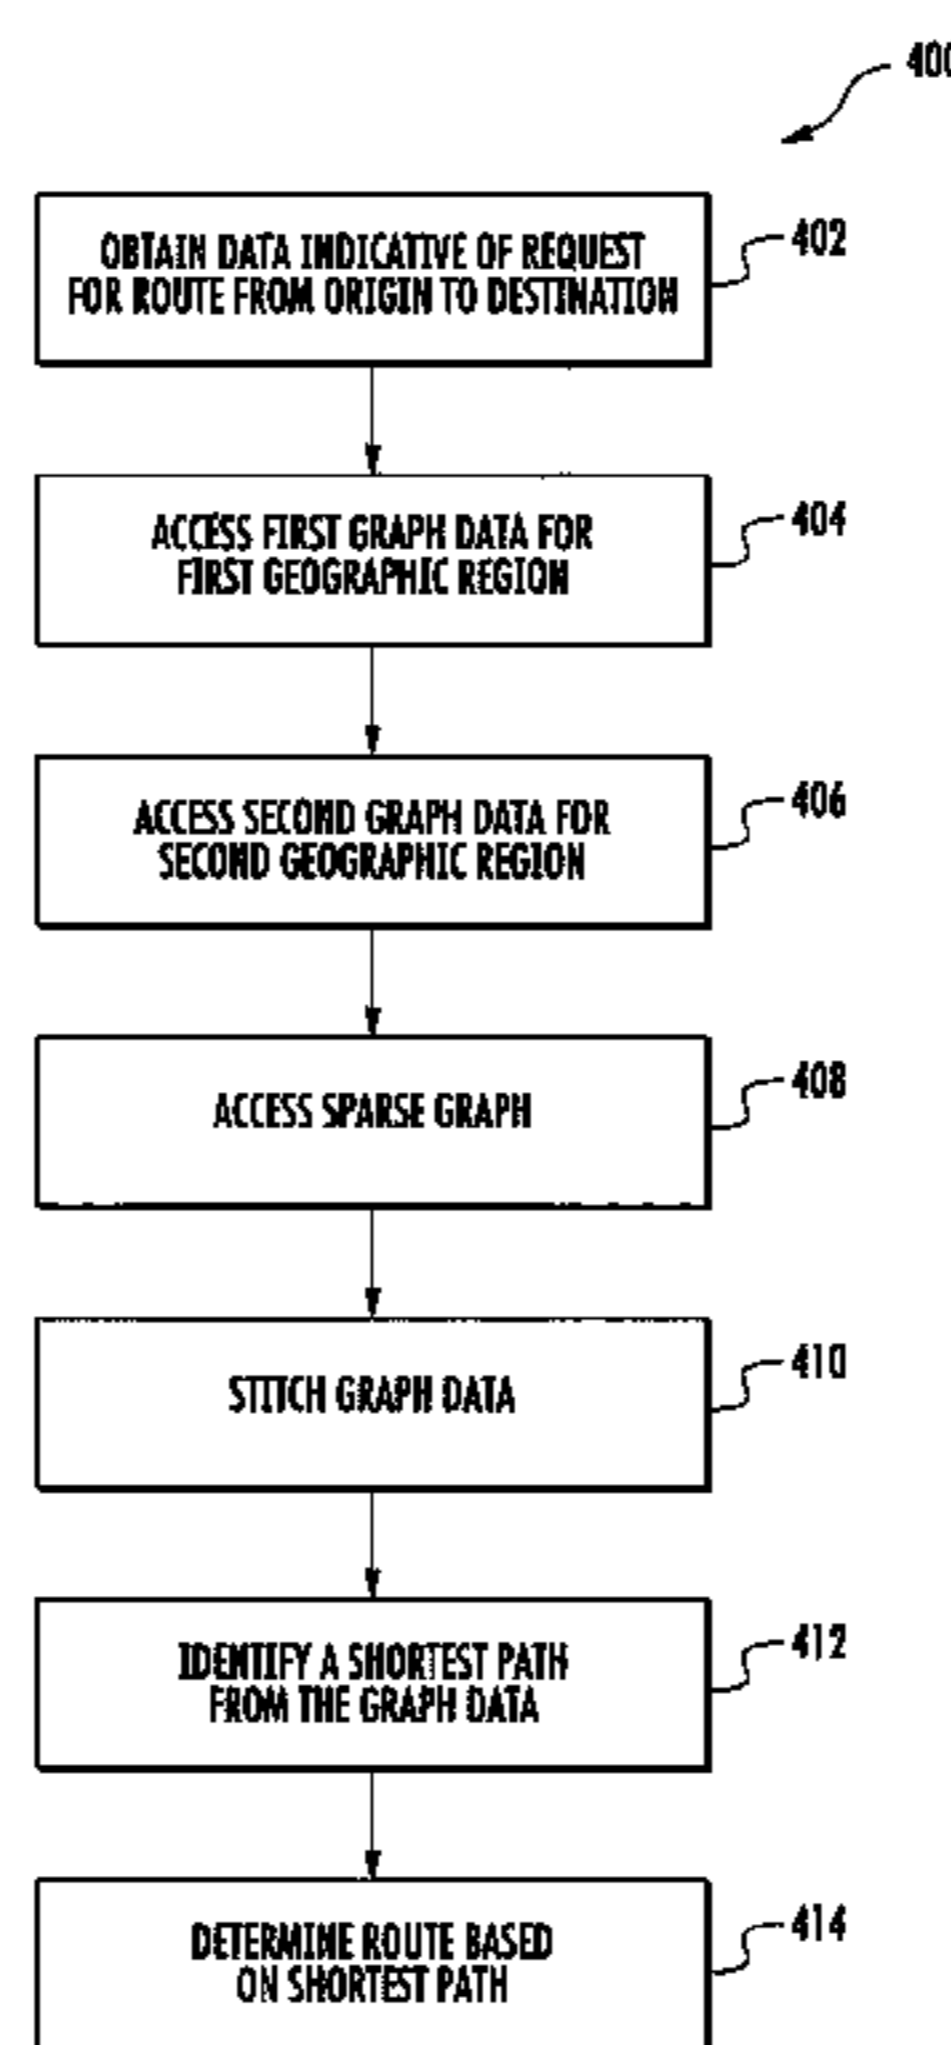 400
OBTAIN DATA INDICATIVE OF REQUEST
FOR ROUTE FROM ORIGIN TO DESTINATION
402
ACCESS FIRST GRAPH DATA FOR
FIRST GEOGRAPHIC REGION
404
ACCESS SECOND GRAPH DATA FOR
SECOND GEOGRAPHIC REGION
406
ACCESS SPARSE GRAPH
408
STITCH GRAPH DATA
410
IDENTIFY A SHORTEST PATH
FROM THE GRAPH DATA
412
DETERMINE ROUTE BASED
ON SHORTEST PATH
414